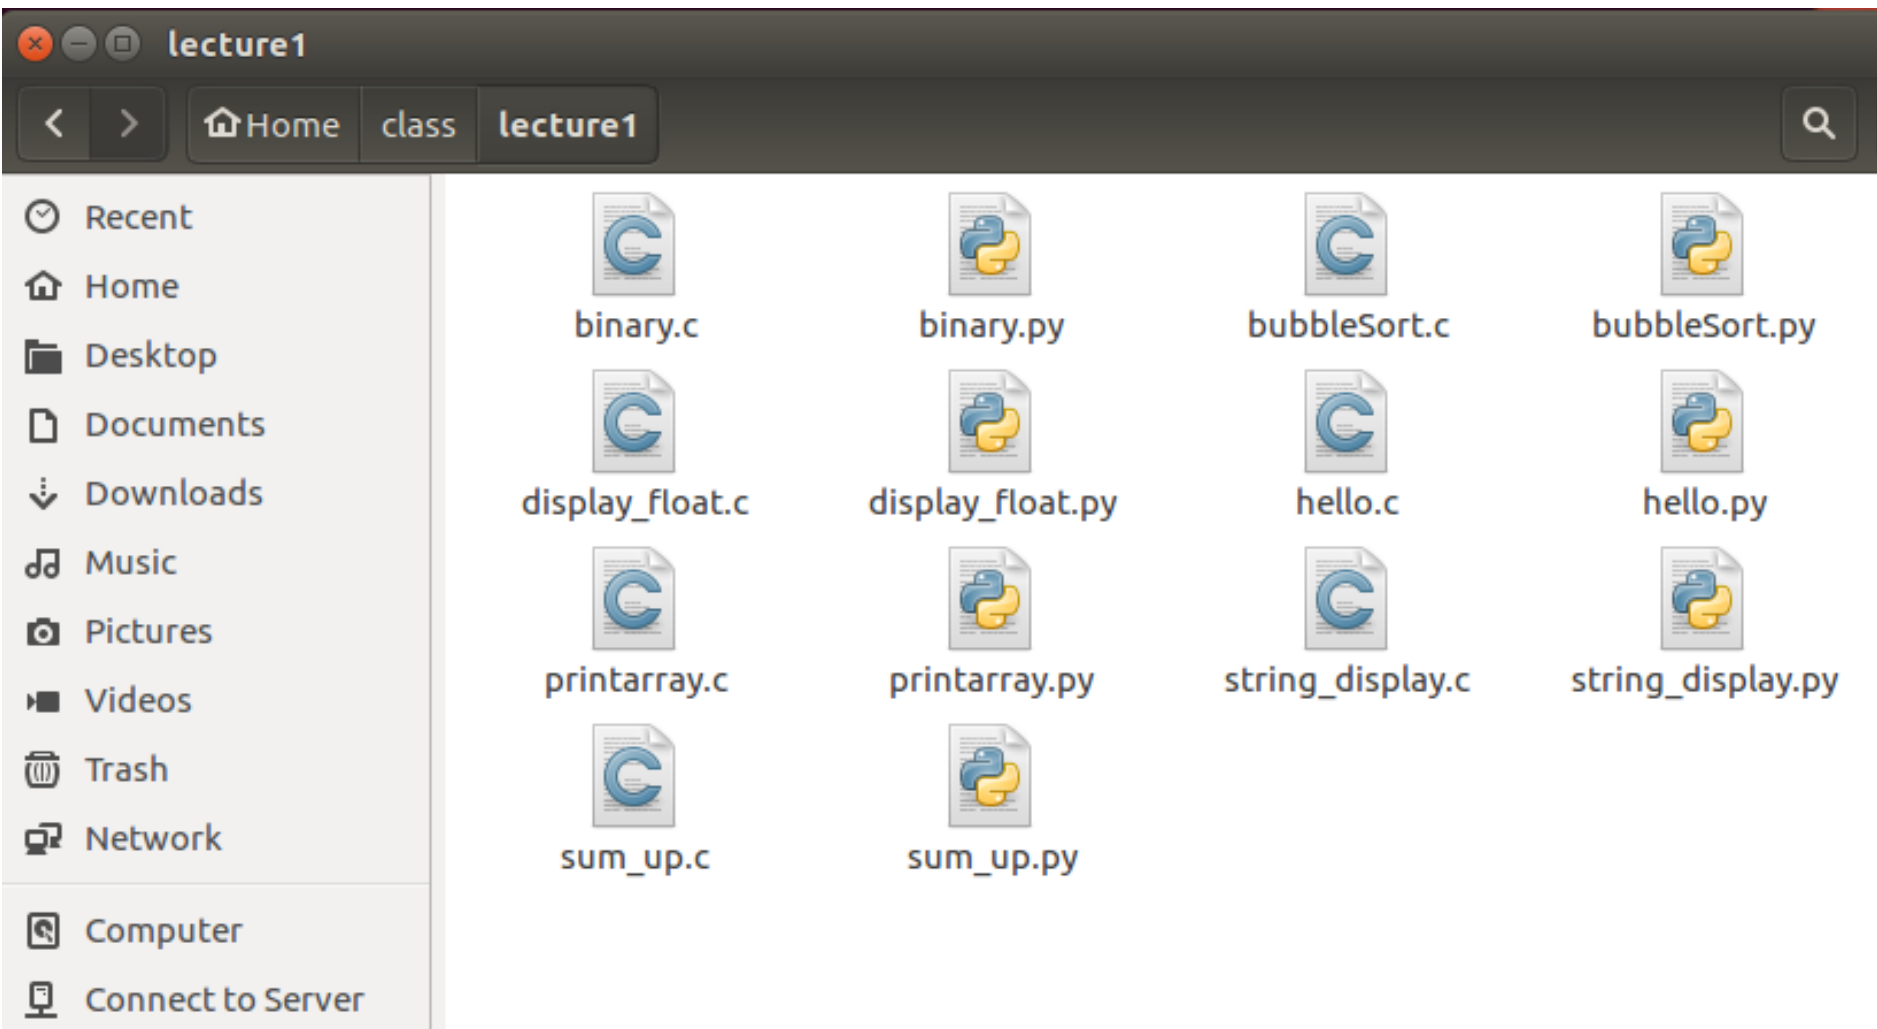 lecture1
Home class lecture1
Recent
Home
Desktop
Documents
Downloads
Music
Pictures
Videos
Trash
Network
Computer
Connect to Server
binary.c binary.py bubbleSort.c bubbleSort.py
display_float.c display_float.py hello.c hello.py
printarray.c printarray.py string_display.c string_display.py
sum_up.c sum_up.py